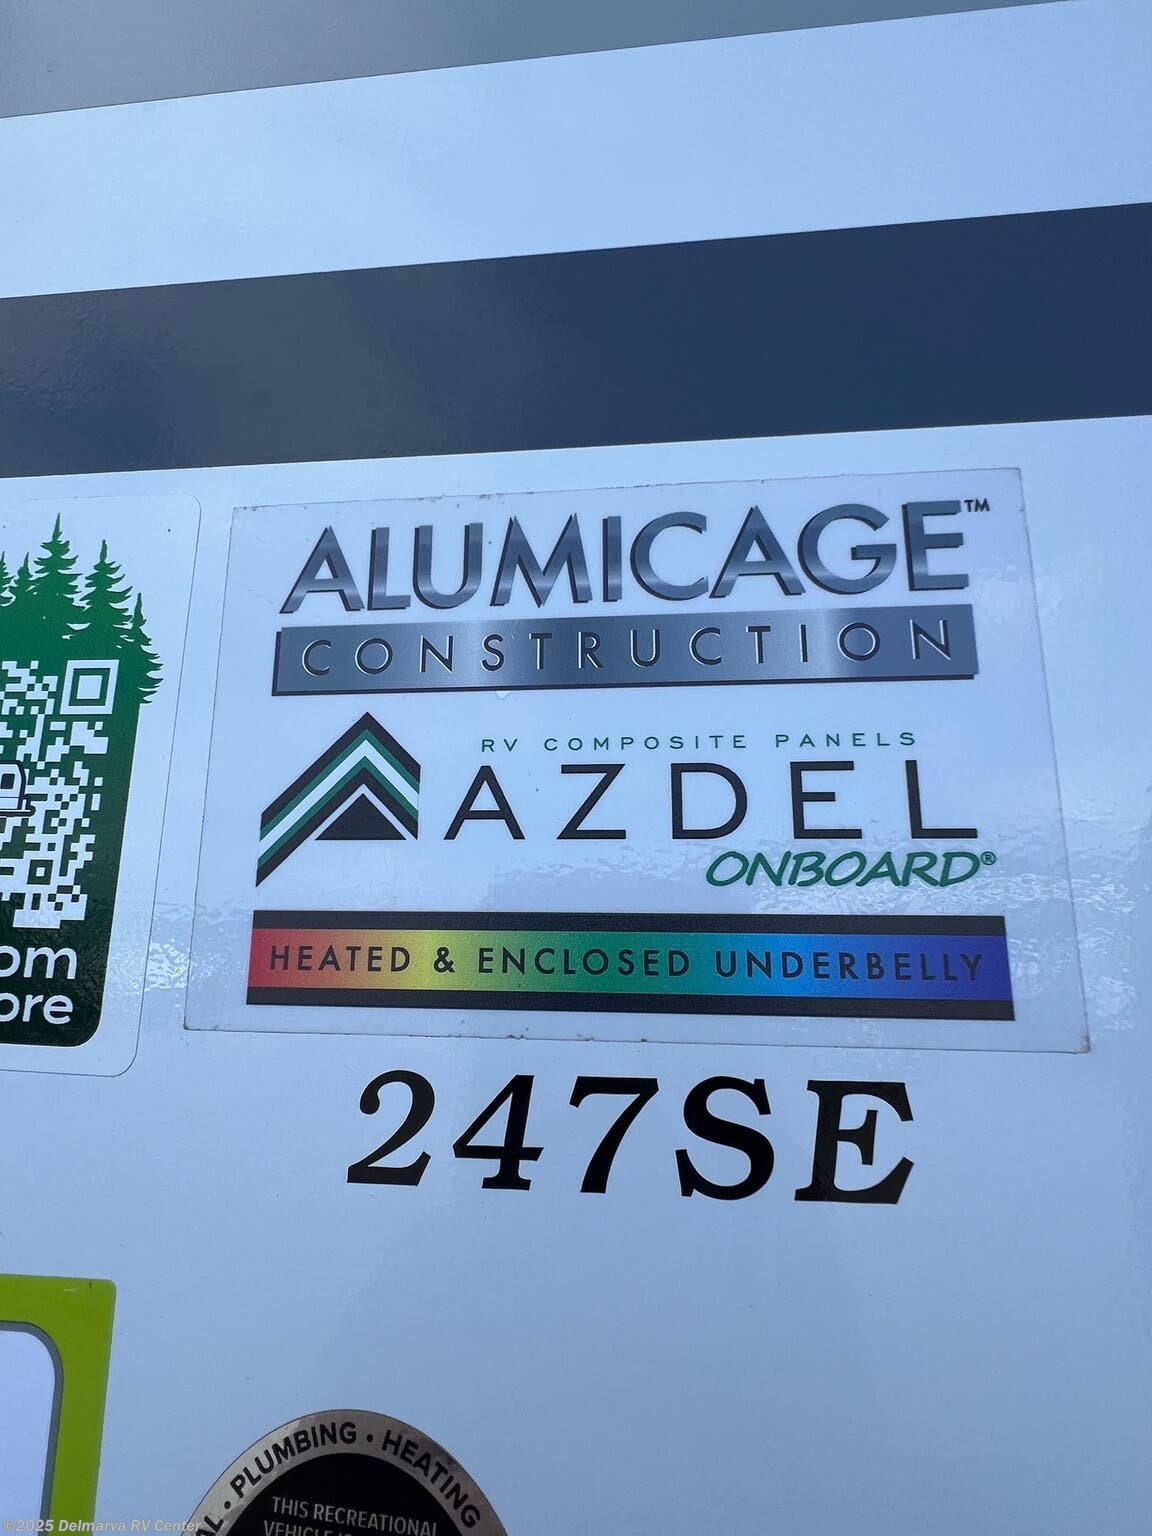 ALUMICAGE™
CONSTRUCTION
RV COMPOSITE PANELS
AZDEL
ONBOARD®
HEATED & ENCLOSED UNDERBELLY
om
ore
247SE
PLUMBING • HEATING
THIS RECREATIONAL
©2025 Delmarva RV Center